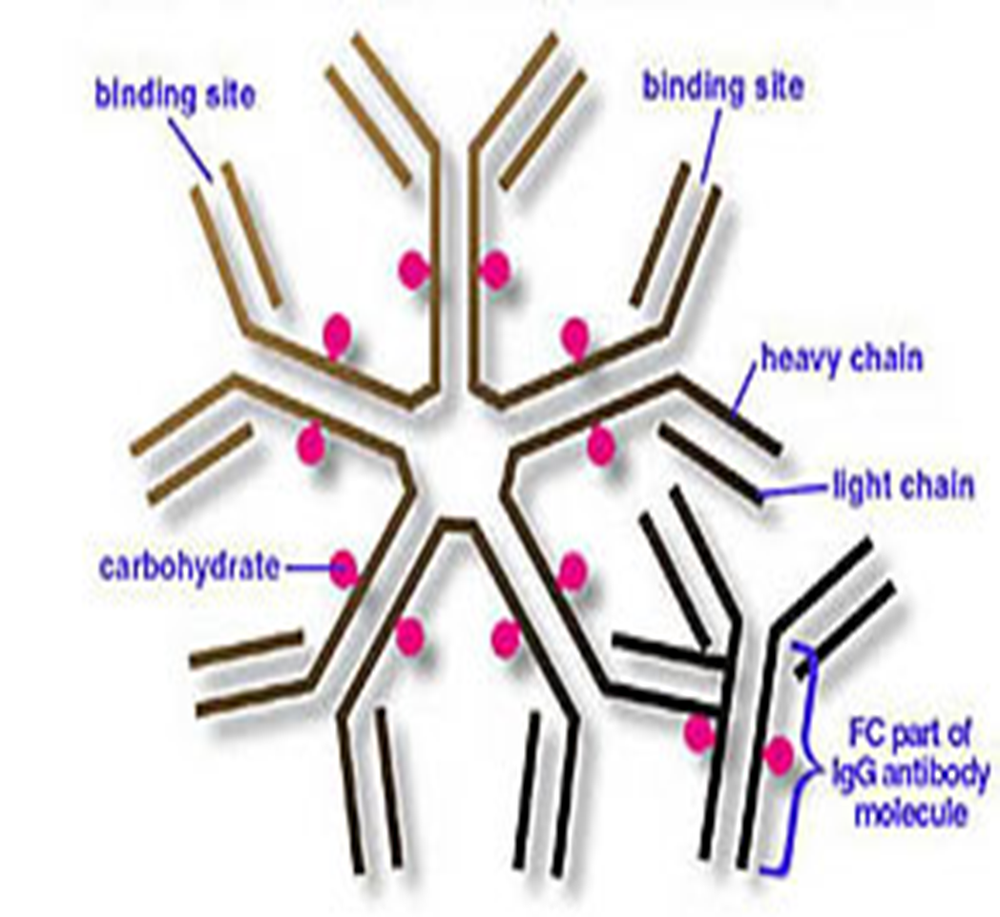 binding site
binding site
heavy chain
light chain
carbohydrate
FC part of
IgG antibody
molecule